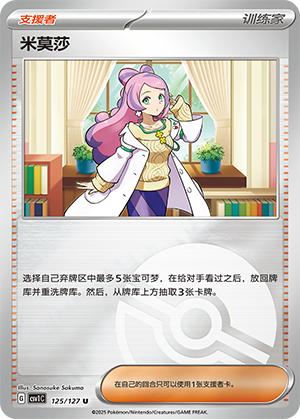 支援者
训练家
米莫莎
选择自己弃牌区中最多5张宝可梦，在给对手看过之后，放回牌
库并重洗牌库。然后，从牌库上方抽取3张卡牌。
Illus. Sanosuke Sakuma
G CSV1C 125/127 U
在自己的回合只可以使用1张支援者卡。
©2025 Pokémon/Nintendo/Creatures/GAME FREAK.